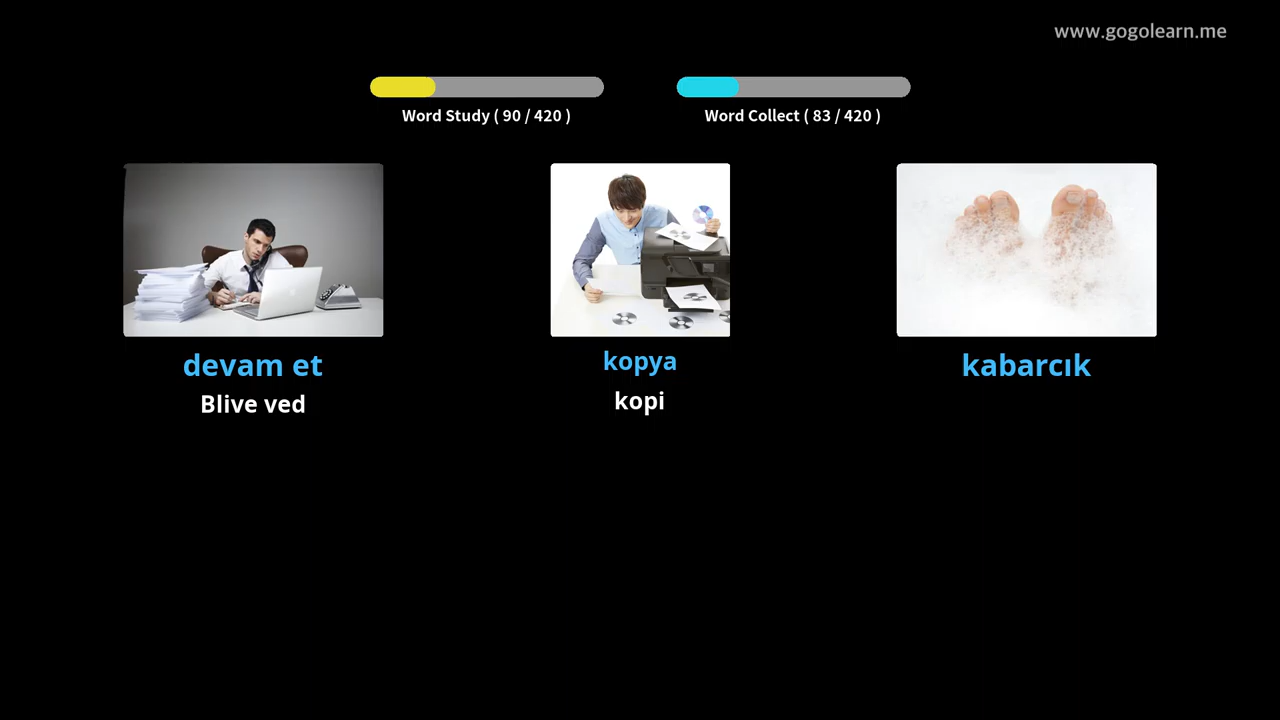 www.gogolearn.me
Word Study ( 90 / 420 )
Word Collect ( 83 / 420 )
devam et
Blive ved
kopya
kopi
kabarcık